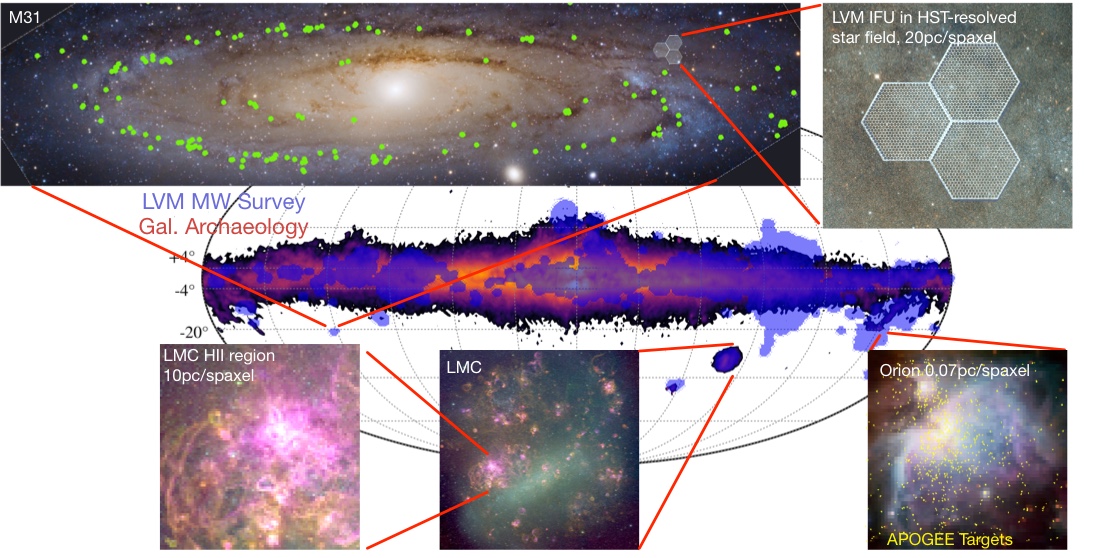 M31
LVM IFU in HST-resolved
star field, 20pc/spaxel
LVM MW Survey
Gal. Archaeology
+4°
-4°
-20°
LMC HII region
10pc/spaxel
LMC
Orion 0.07pc/spaxel
APOGEE Targets